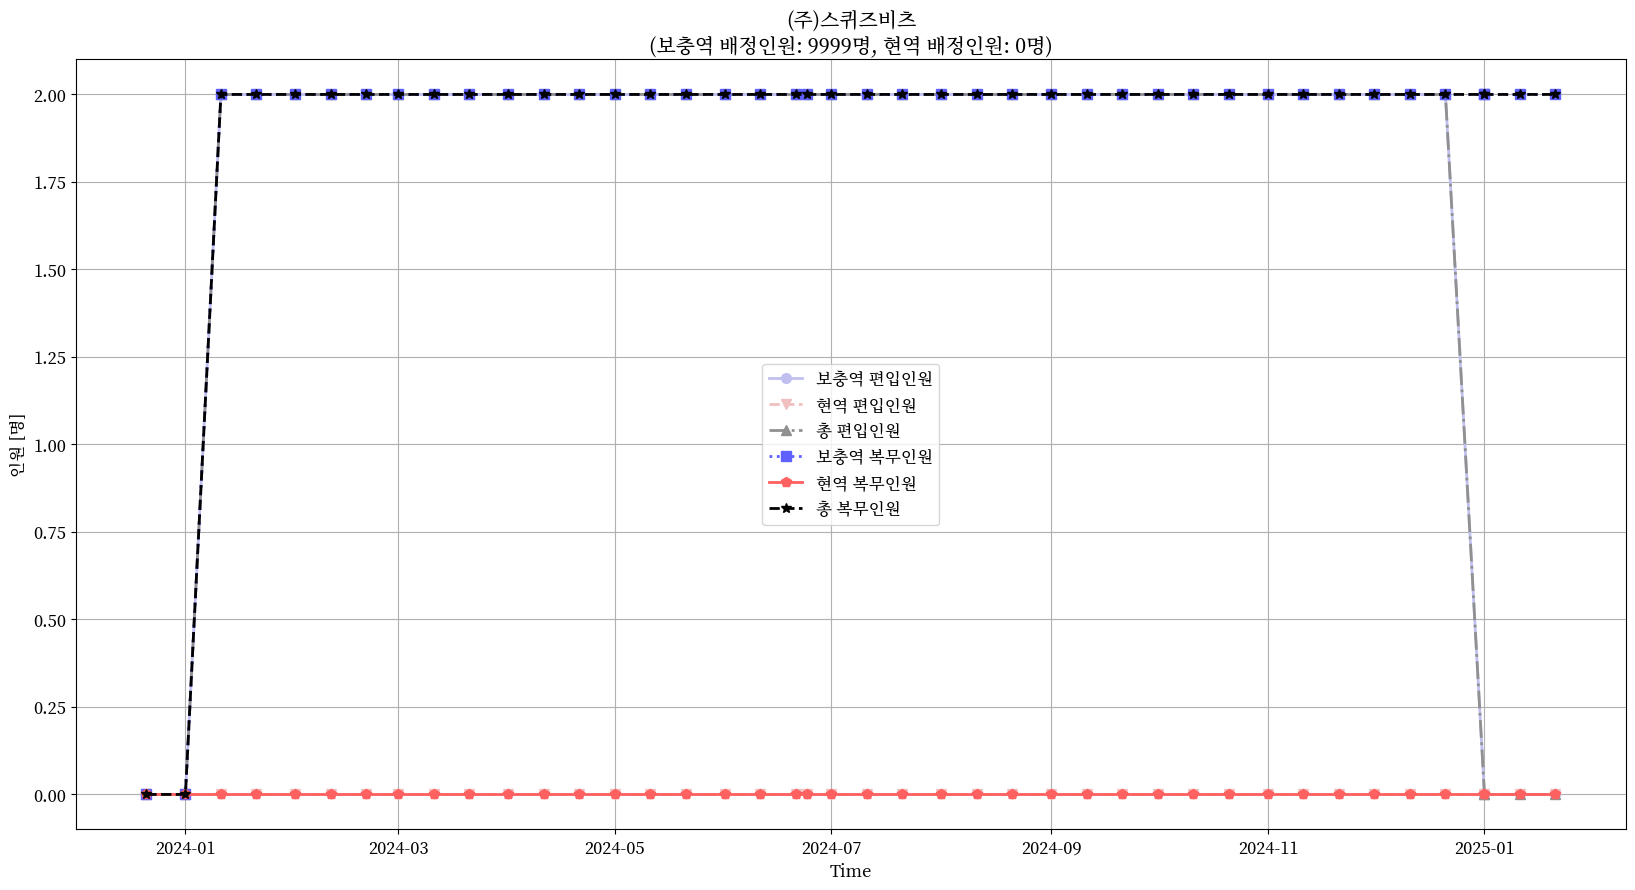 (주)스퀴즈비츠
(보충역 배정인원: 9999명, 현역 배정인원: 0명)
인원 [명]
2.00
1.75
1.50
1.25
1.00
0.75
0.50
0.25
0.00
보충역 편입인원
현역 편입인원
총 편입인원
보충역 복무인원
현역 복무인원
총 복무인원
2024-01
2024-03
2024-05
2024-07
2024-09
2024-11
2025-01
Time